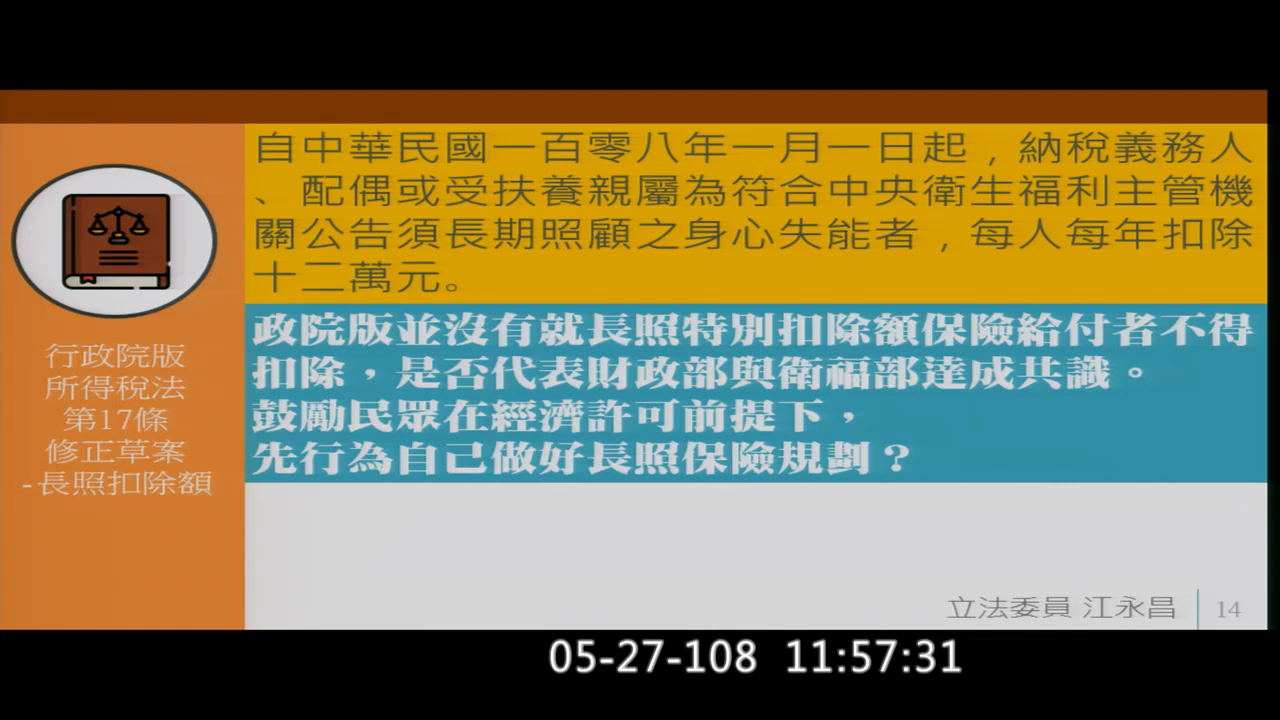 自中華民國一百零八年一月一日起，納稅義務人
、配偶或受扶養親屬為符合中央衛生福利主管機
關公告須長期照顧之身心失能者，每人每年扣除
十二萬元。
政院版並沒有就長照特別扣除額保險給付者不得
扣除，是否代表財政部與衛福部達成共識。
鼓勵民眾在經濟許可前提下，
先行為自己做好長照保險規劃？
行政院版
所得稅法
第17條
修正草案
-長照扣除額
立法委員 江永昌
14
05-27-108 11:57:31